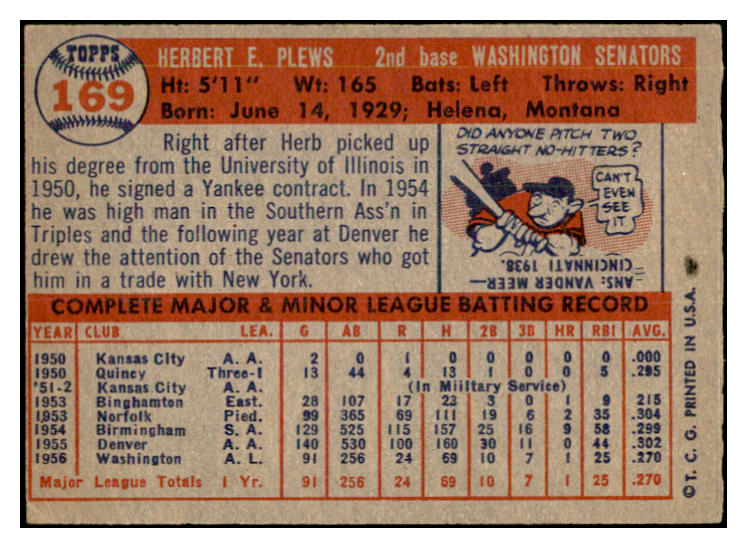 TOPPS
169
HERBERT E. PLEWS 2nd base WASHINGTON SENATORS
Ht: 5'11" Wt: 165 Bats: Left Throws: Right
Born: June 14, 1929; Helena, Montana
Right after Herb picked up
his degree from the University of Illinois in
1950, he signed a Yankee contract. In 1954
he was high man in the Southern Ass'n in
Triples and the following year at Denver he
drew the attention of the Senators who got
him in a trade with New York.
DID ANYONE PITCH TWO
STRAIGHT NO-HITTERS?
CAN'T
EVEN
SEE
IT
ANS: VANDER MEER—
CINCINNATI 1938.
COMPLETE MAJOR & MINOR LEAGUE BATTING RECORD
YEAR CLUB LEA. G AB R H 2B 3B HR RBI AVG.
1950 Kansas City A. A. 2 0 1 0 0 0 0 0 .000
1950 Quincy Three-I 13 44 4 13 1 0 0 5 .295
'51-2 Kansas City A. A. (In Military Service)
1953 Binghamton East. 28 107 17 23 3 0 1 9 .215
1953 Norfolk Pied. 99 365 69 111 19 6 2 35 .304
1954 Birmingham S. A. 129 525 115 157 25 16 9 58 .299
1955 Denver A. A. 140 530 100 160 30 11 0 44 .302
1956 Washington A. L. 91 256 24 69 10 7 1 25 .270
Major League Totals 1 Yr. 91 256 24 69 10 7 1 25 .270
©T. C. G. PRINTED IN U.S.A.